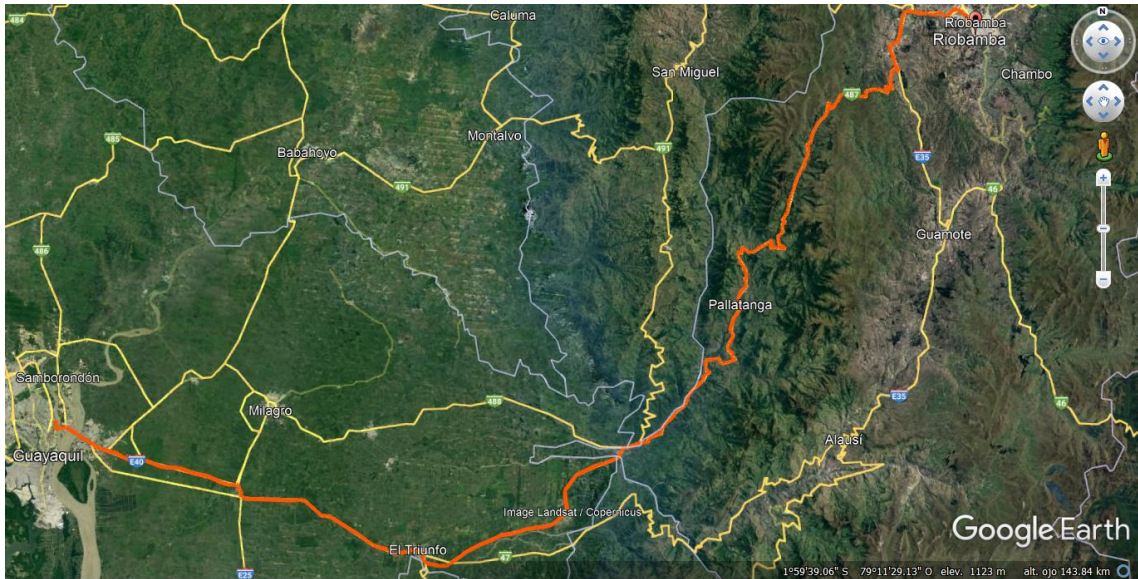 484
Caluma
N
Riobamba
Riobamba
San Miguel
Chambo
487
485
Montalvo
Babahoyo
491
491
E35
46
486
Guamote
Pallatanga
Samborondón
E35
488
46
Milagro
Alausí
Guayaquil
E40
Image Landsat / Copernicus
El Triunfo
47
E25
Google Earth
1°59'39.06" S 79°11'29.13" O elev. 1123 m alt. ojo 143.84 km